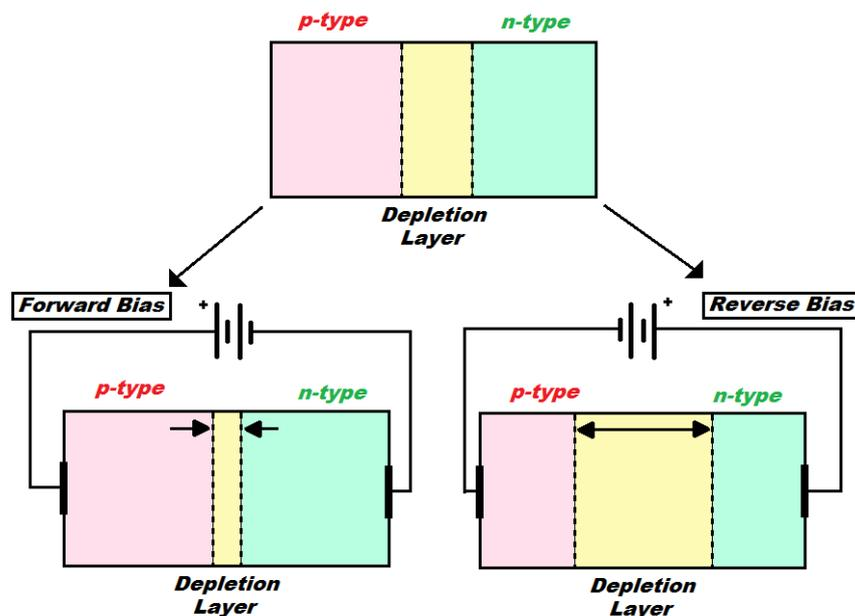 p-type
n-type
Depletion
Layer
Forward Bias
+
+
Reverse Bias
p-type
n-type
p-type
n-type
Depletion
Layer
Depletion
Layer